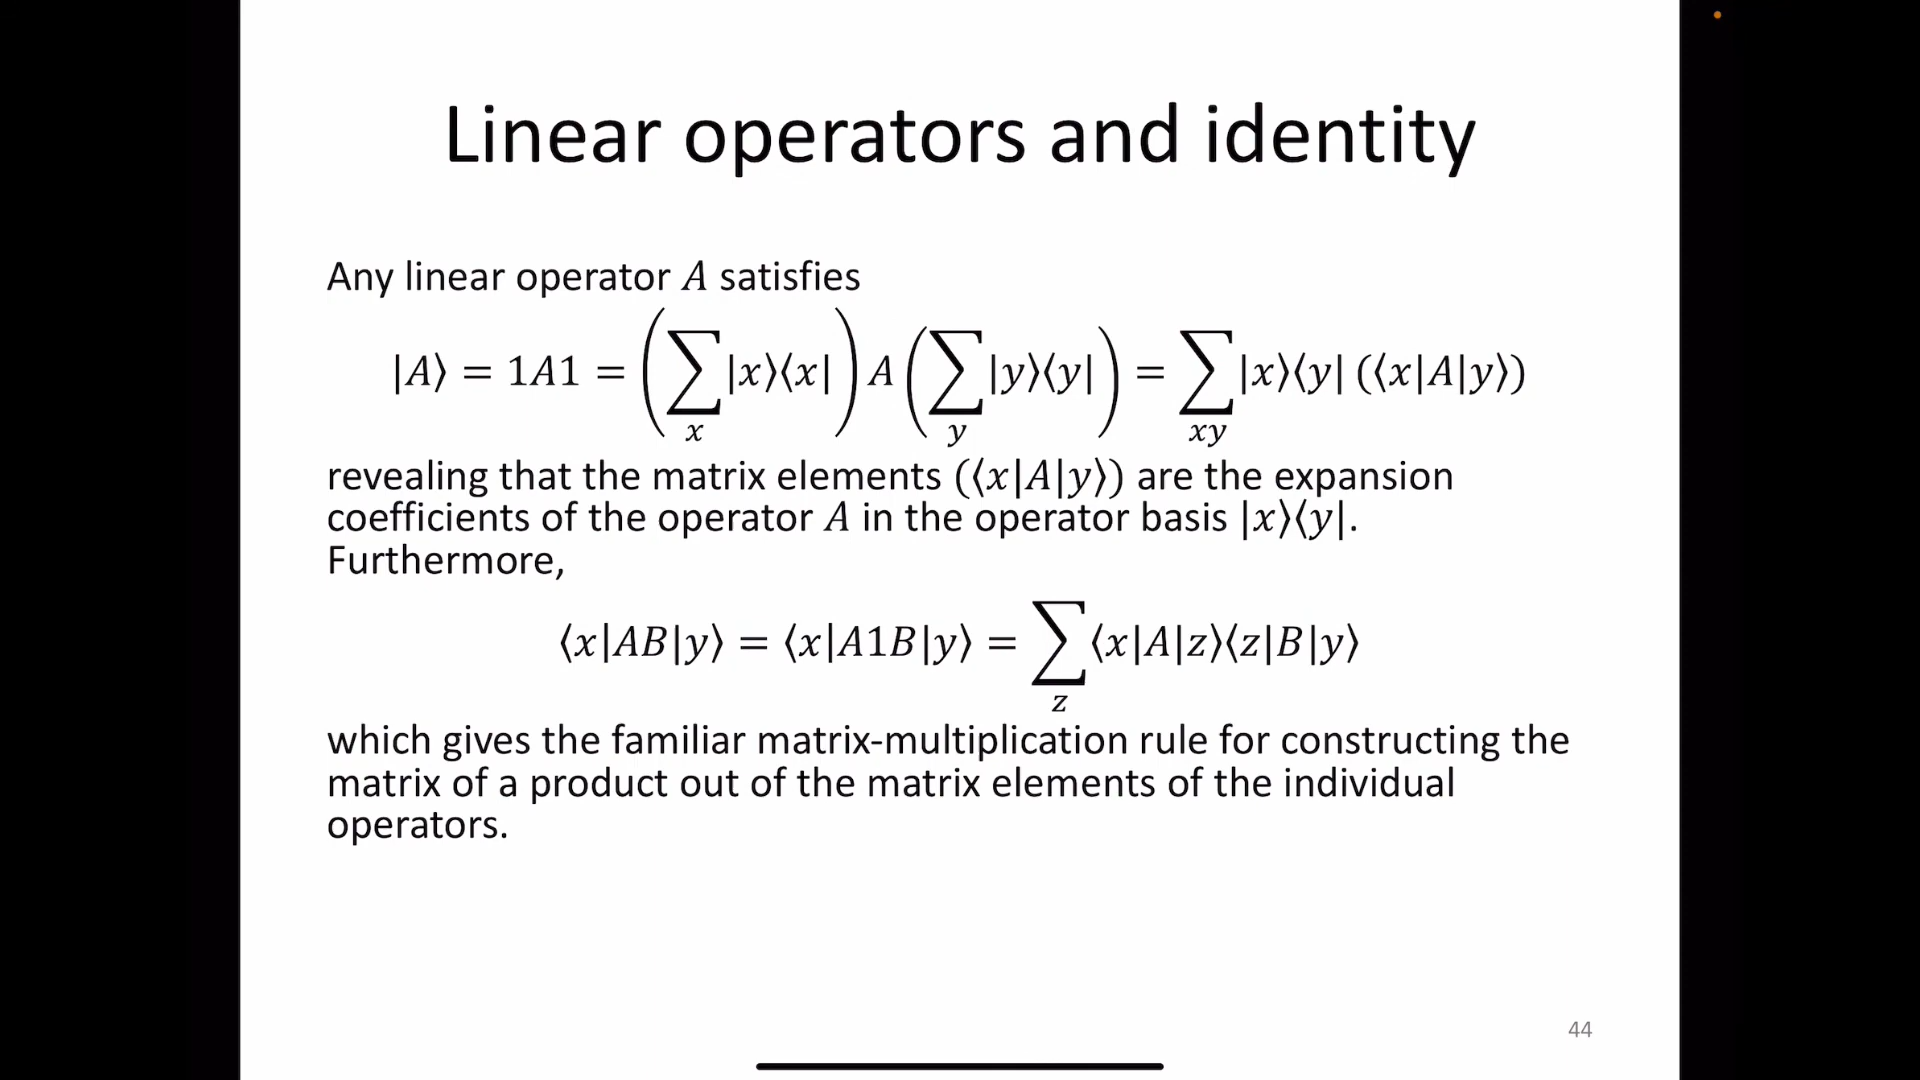 Linear operators and identity
Any linear operator A satisfies
|A⟩ = 1A1 = (∑_x |x⟩⟨x|) A (∑_y |y⟩⟨y|) = ∑_xy |x⟩⟨y| (⟨x|A|y⟩)
revealing that the matrix elements (⟨x|A|y⟩) are the expansion
coefficients of the operator A in the operator basis |x⟩⟨y|.
Furthermore,
⟨x|AB|y⟩ = ⟨x|A1B|y⟩ = ∑_z ⟨x|A|z⟩⟨z|B|y⟩
which gives the familiar matrix-multiplication rule for constructing the
matrix of a product out of the matrix elements of the individual
operators.
44